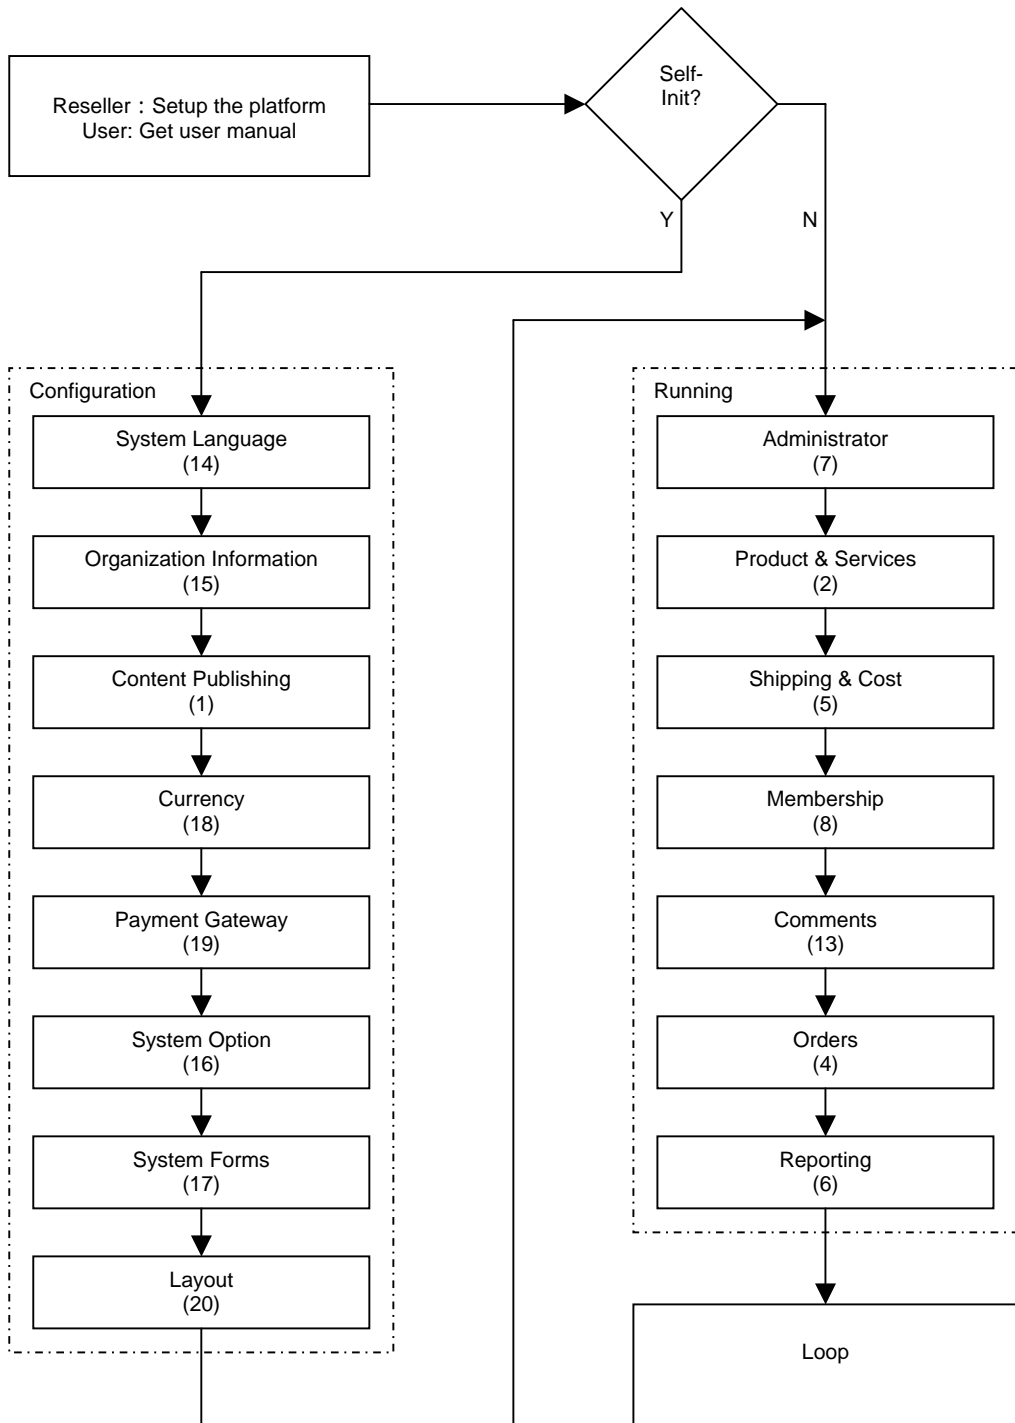 Reseller：Setup the platform
User: Get user manual
Self-
Init?
Y
N
Configuration
System Language
(14)
Organization Information
(15)
Content Publishing
(1)
Currency
(18)
Payment Gateway
(19)
System Option
(16)
System Forms
(17)
Layout
(20)
Running
Administrator
(7)
Product & Services
(2)
Shipping & Cost
(5)
Membership
(8)
Comments
(13)
Orders
(4)
Reporting
(6)
Loop